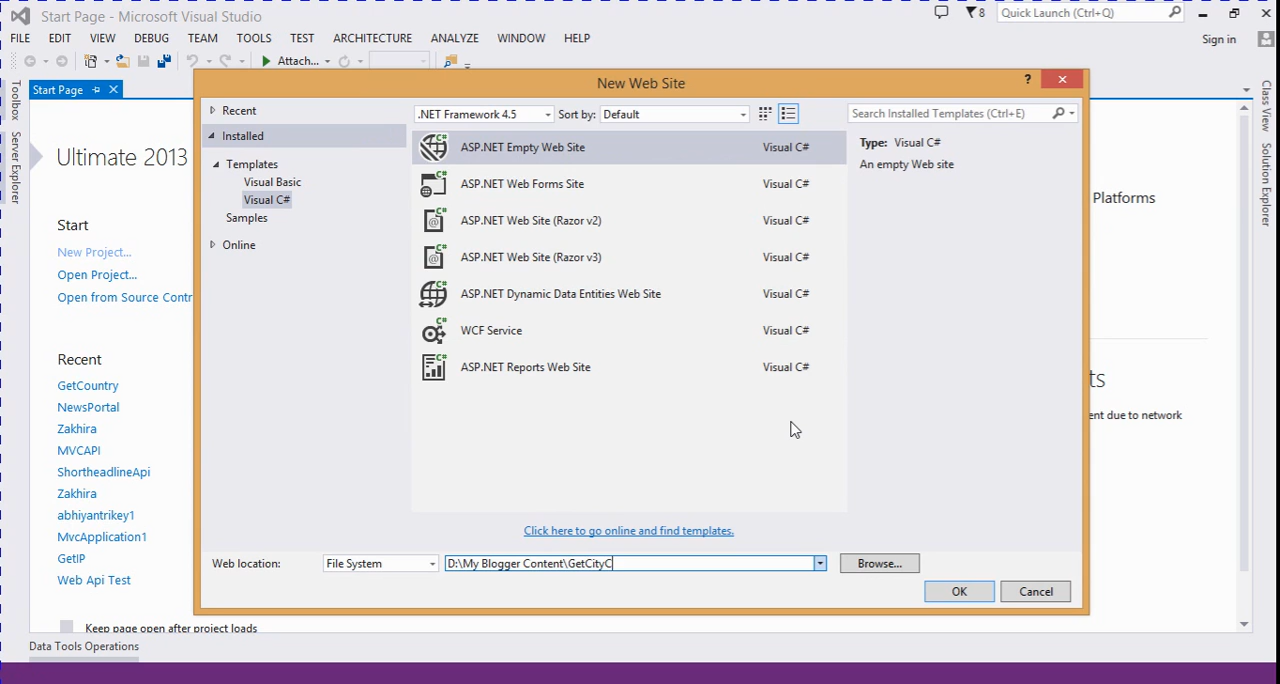 Start Page - Microsoft Visual Studio
8
Quick Launch (Ctrl+Q)
FILE EDIT VIEW DEBUG TEAM TOOLS TEST ARCHITECTURE ANALYZE WINDOW HELP
Sign in
Attach...
Toolbox
Server Explorer
Start Page
Class View
Solution Explorer
Ultimate 2013
Start
New Project...
Open Project...
Open from Source Contr
Recent
GetCountry
NewsPortal
Zakhira
MVCAPI
ShortheadlineApi
Zakhira
abhiyantrikey1
MvcApplication1
GetIP
Web Api Test
Keep page open after project loads
Platforms
ts
ent due to network
New Web Site
?
Recent
Installed
Templates
Visual Basic
Visual C#
Samples
Online
.NET Framework 4.5
Sort by: Default
Search Installed Templates (Ctrl+E)
ASP.NET Empty Web Site Visual C#
ASP.NET Web Forms Site Visual C#
ASP.NET Web Site (Razor v2) Visual C#
ASP.NET Web Site (Razor v3) Visual C#
ASP.NET Dynamic Data Entities Web Site Visual C#
WCF Service Visual C#
ASP.NET Reports Web Site Visual C#
Type: Visual C#
An empty Web site
Click here to go online and find templates.
Web location: File System D:\My Blogger Content\GetCityC Browse...
OK Cancel
Data Tools Operations